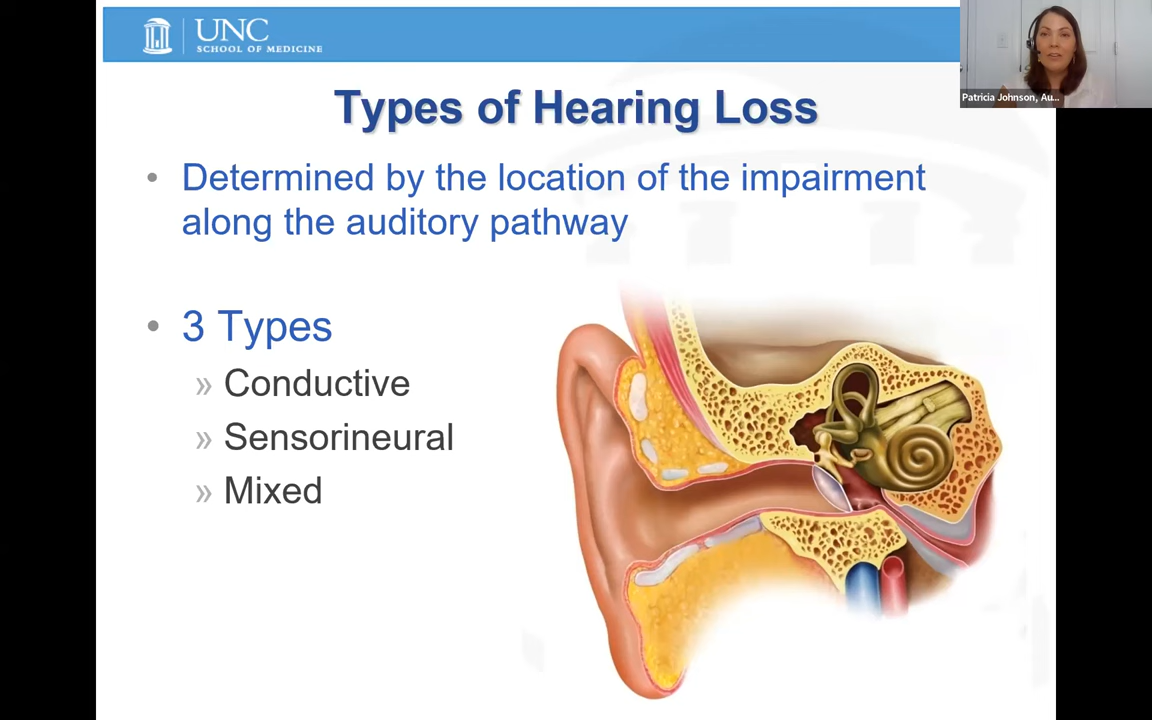 UNC
SCHOOL OF MEDICINE
Patricia Johnson, Au...
Types of Hearing Loss
• Determined by the location of the impairment
along the auditory pathway
• 3 Types
» Conductive
» Sensorineural
» Mixed